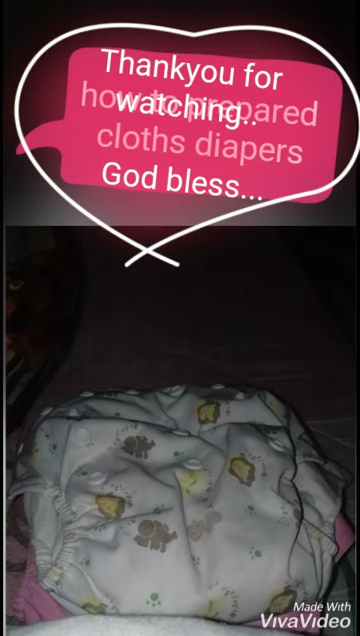 Thankyou for
how to prepared
watching..
cloths diapers
God bless...
Made With
VivaVideo